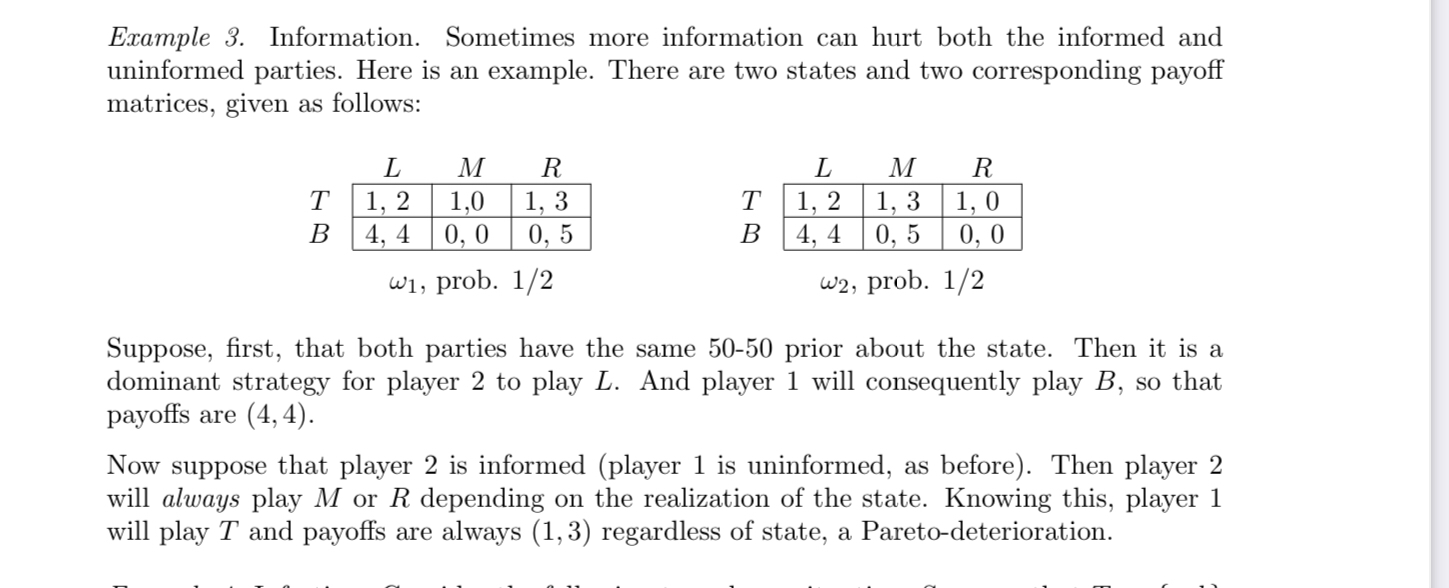 Example 3. Information. Sometimes more information can hurt both the informed and
uninformed parties. Here is an example. There are two states and two corresponding payoff
matrices, given as follows:
L M R L M R
T 1, 2 1,0 1, 3 T 1, 2 1, 3 1, 0
B 4, 4 0, 0 0, 5 B 4, 4 0, 5 0, 0
ω1, prob. 1/2 ω2, prob. 1/2
Suppose, first, that both parties have the same 50-50 prior about the state. Then it is a
dominant strategy for player 2 to play L. And player 1 will consequently play B, so that
payoffs are (4, 4).
Now suppose that player 2 is informed (player 1 is uninformed, as before). Then player 2
will always play M or R depending on the realization of the state. Knowing this, player 1
will play T and payoffs are always (1, 3) regardless of state, a Pareto-deterioration.